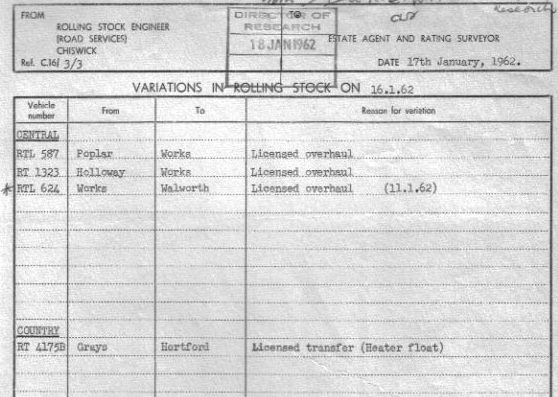 FROM
ROLLING STOCK ENGINEER
(ROAD SERVICES)
CHISWICK
Ref. C.16/ 3/3
TO
DIRECTOR OF
RESEARCH
18 JAN 1962
Research
ESTATE AGENT AND RATING SURVEYOR
DATE 17th January, 1962.
VARIATIONS IN ROLLING STOCK ON 16.1.62
Vehicle number From To Reason for variation
CENTRAL
RTL 587 Poplar Works Licensed overhaul
RT 1323 Holloway Works Licensed overhaul
* RTL 624 Works Walworth Licensed overhaul (11.1.62)
COUNTRY
RT 4175B Grays Hertford Licensed transfer (Heater float)